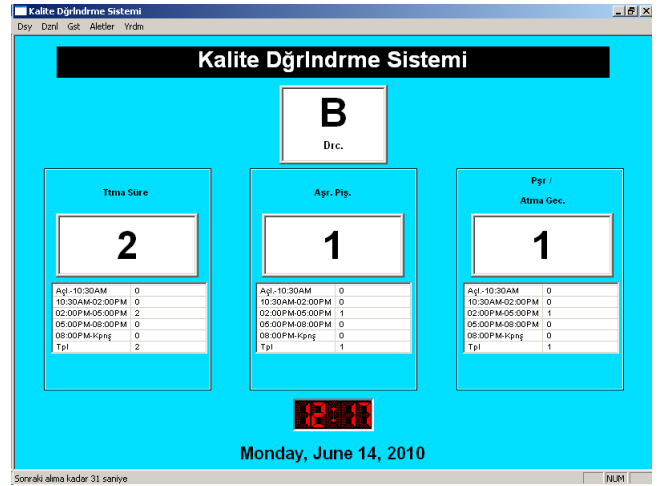 Kalite Dğrlndrme Sistemi
Dsy Dznl Gst Aletler Yrdm
Kalite Dğrlndrme Sistemi
B
Drc.
Ttma Süre
2
Açl.-10:30AM 0
10:30AM-02:00PM 0
02:00PM-05:00PM 2
05:00PM-08:00PM 0
08:00PM-Kpnş 0
Tpl 2
Aşr. Piş.
1
Açl.-10:30AM 0
10:30AM-02:00PM 0
02:00PM-05:00PM 1
05:00PM-08:00PM 0
08:00PM-Kpnş 0
Tpl 1
Pşr /
Atma Gec.
1
Açl.-10:30AM 0
10:30AM-02:00PM 0
02:00PM-05:00PM 1
05:00PM-08:00PM 0
08:00PM-Kpnş 0
Tpl 1
12:17
Monday, June 14, 2010
Sonraki alıma kadar 31 saniye
NUM